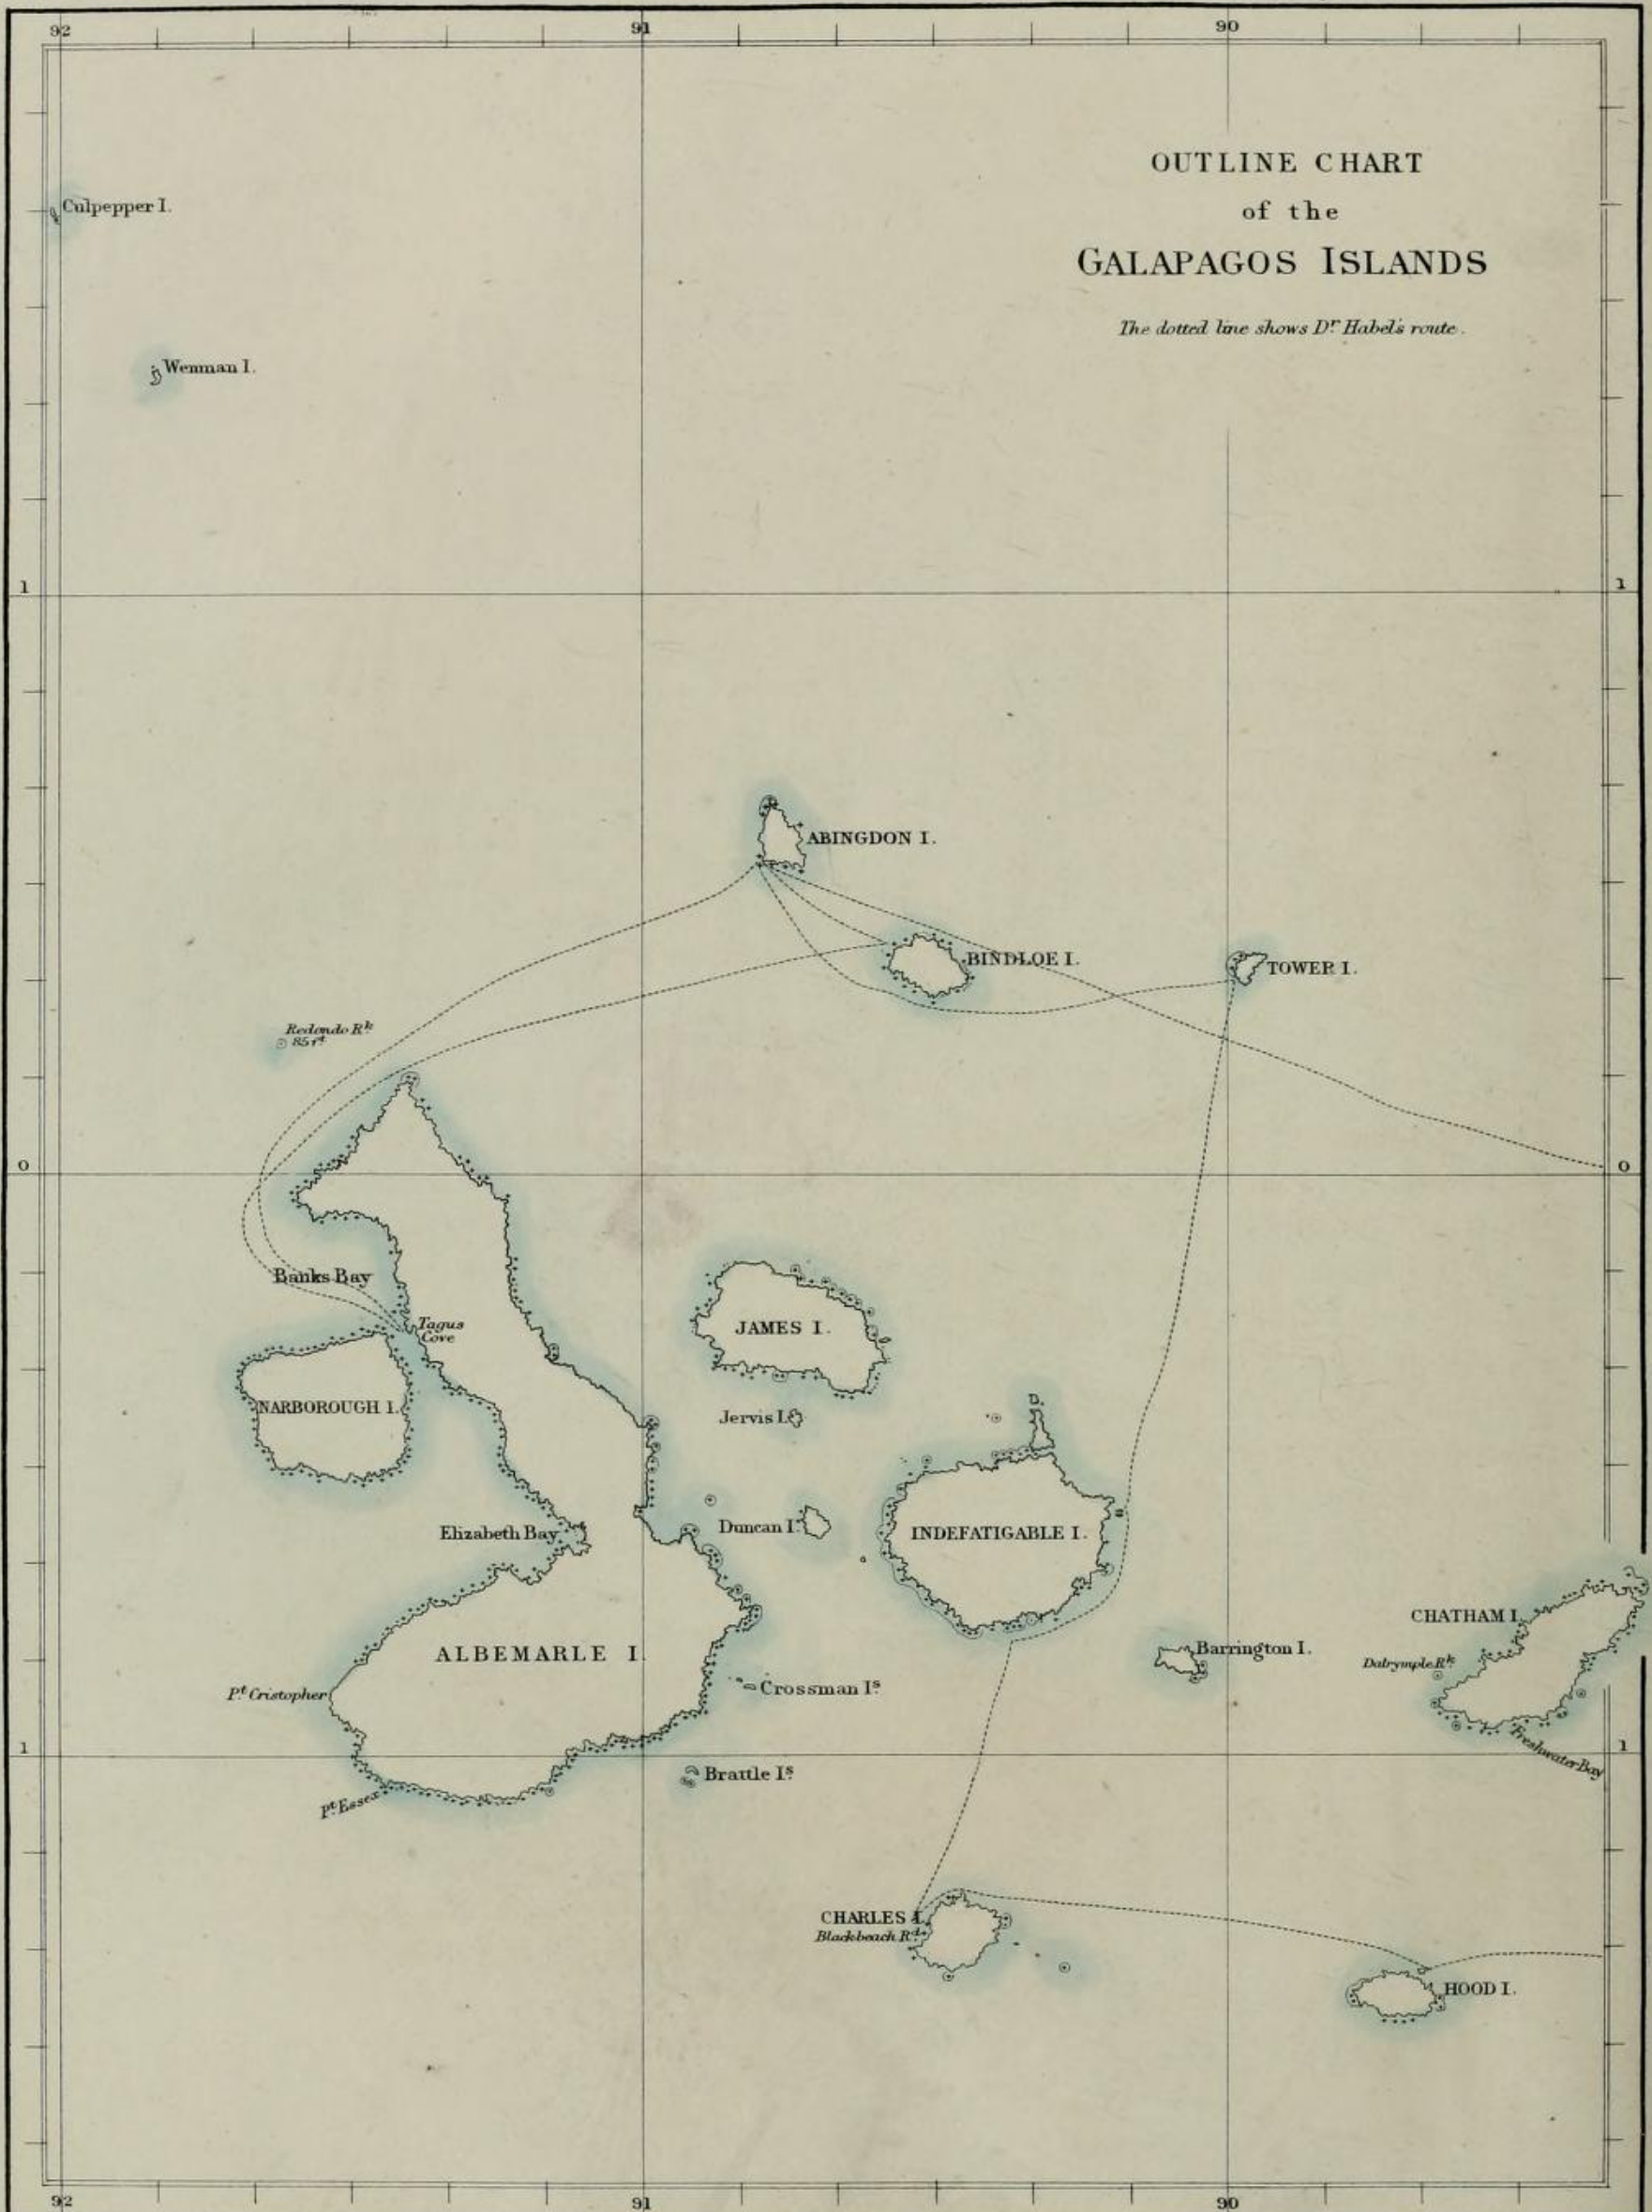 92 91 90
OUTLINE CHART
of the
GALAPAGOS ISLANDS
The dotted line shows Dr. Habel's route.
Culpepper I.
Wenman I.
1 1
ABINGDON I.
BINDLOE I.
TOWER I.
Redondo Rk
85 ft
0 0
Banks Bay
Tagus
Cove
JAMES I.
NARBOROUGH I.
Jervis I.
Duncan I.
Elizabeth Bay
INDEFATIGABLE I.
CHATHAM I.
ALBEMARLE I.
Barrington I.
Dalrymple Rk
Crossman Is.
Pt Cristopher
Freshwater Bay
1 1
Brattle Is.
Pt Essex
CHARLES I.
Blackbeach Rd.
HOOD I.
92 91 90